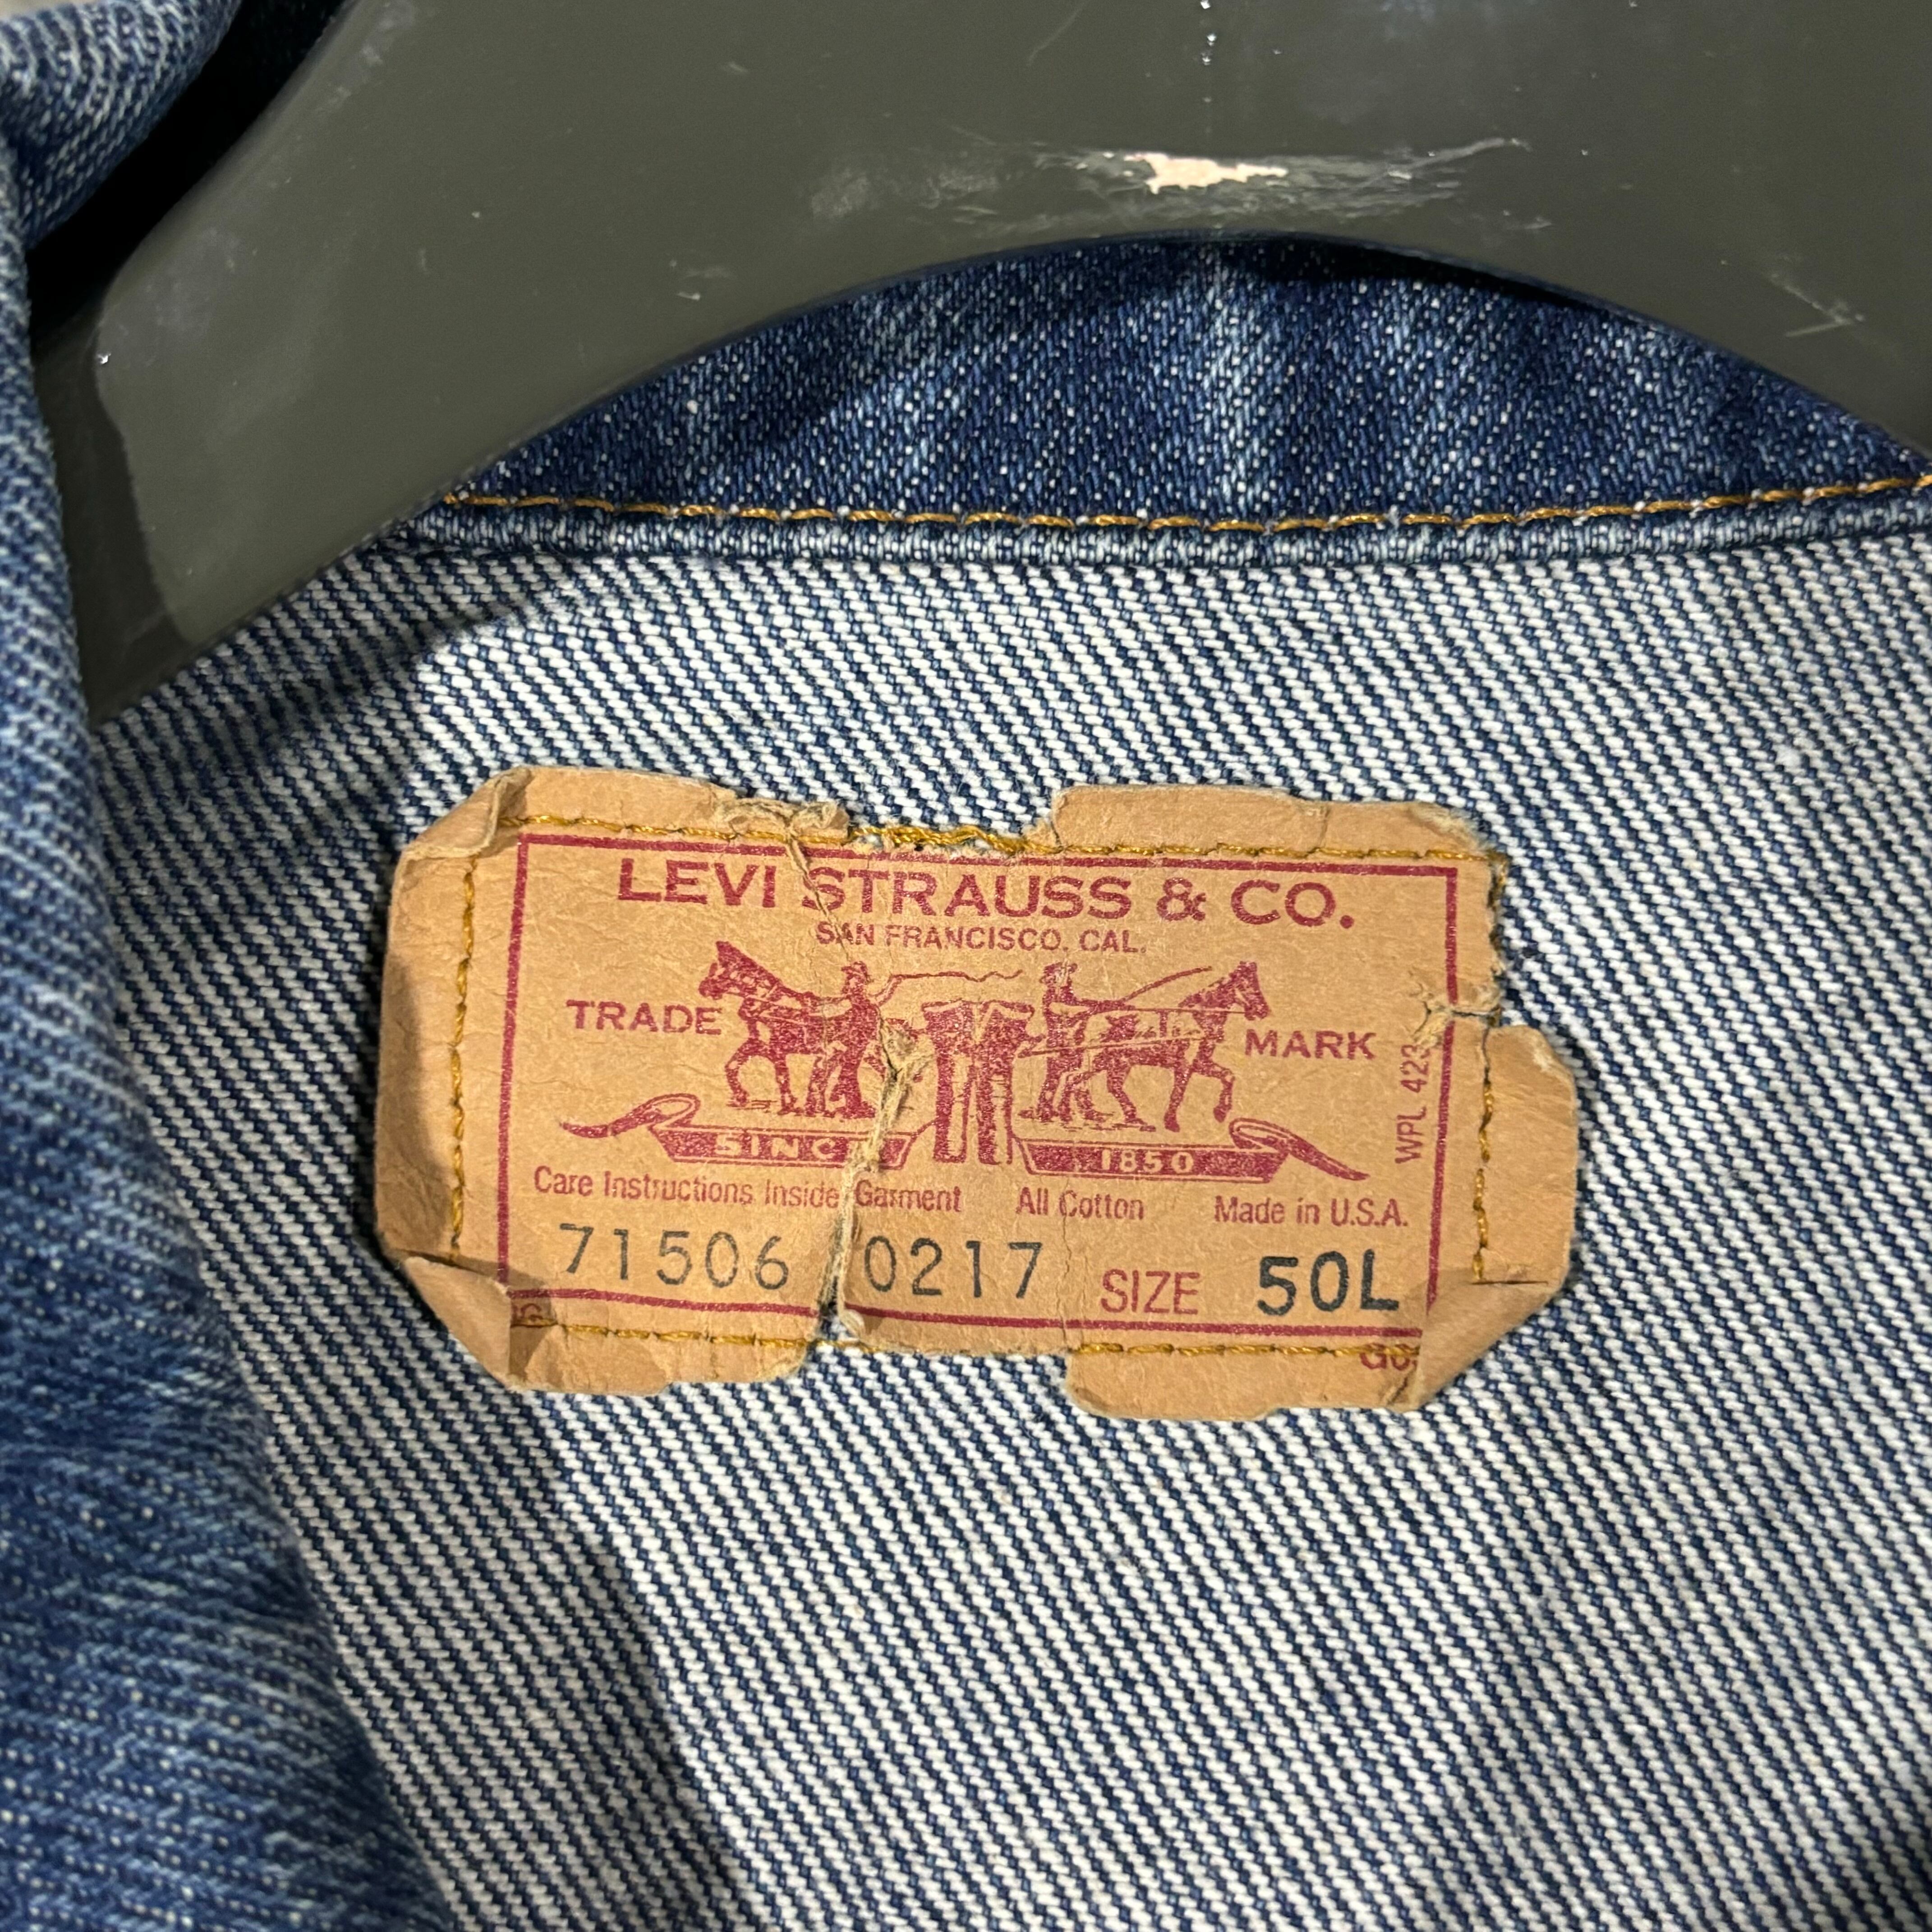 LEVI STRAUSS & CO.
SAN FRANCISCO, CAL.
TRADE MARK
WPL 423
SINCE 1850
Care Instructions Inside Garment All Cotton Made in U.S.A.
71506 0217 SIZE 50L